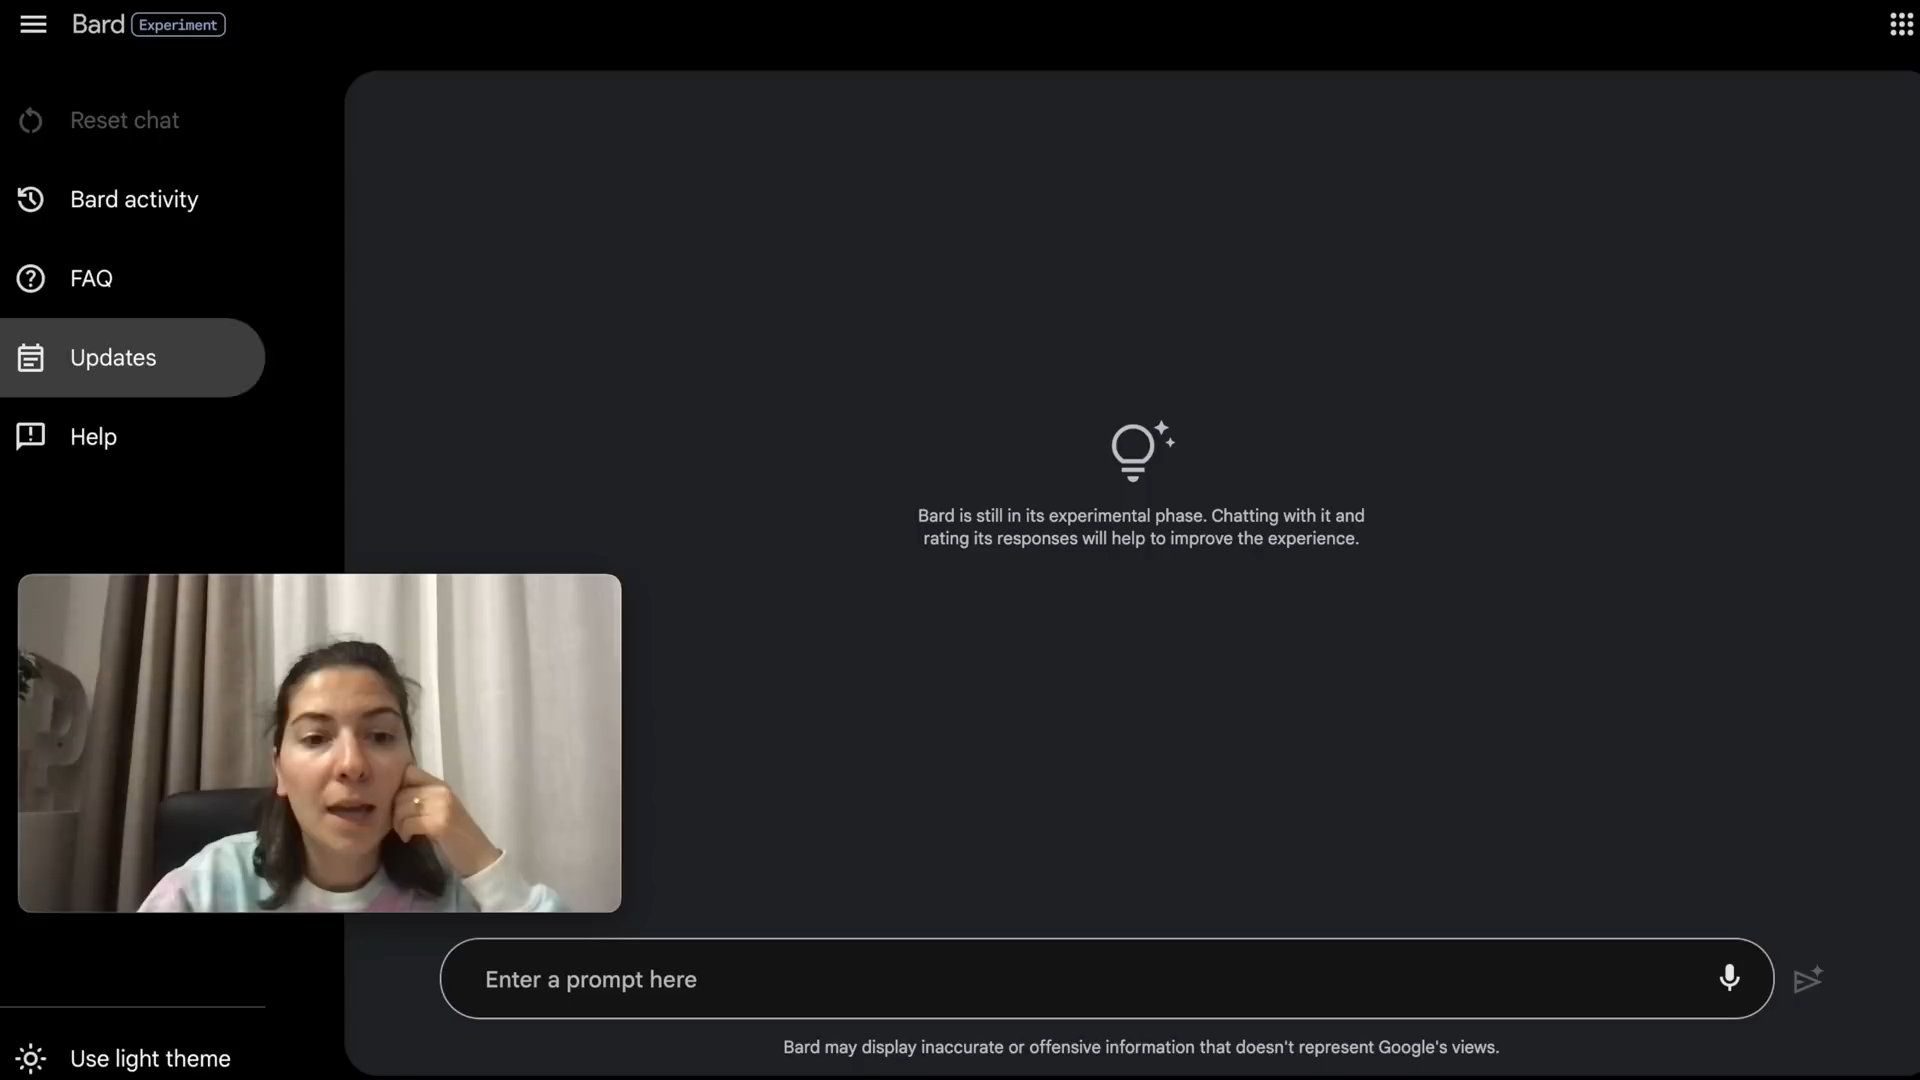 Bard Experiment
Reset chat
Bard activity
FAQ
Updates
Help
Bard is still in its experimental phase. Chatting with it and
rating its responses will help to improve the experience.
Enter a prompt here
Bard may display inaccurate or offensive information that doesn't represent Google's views.
Use light theme